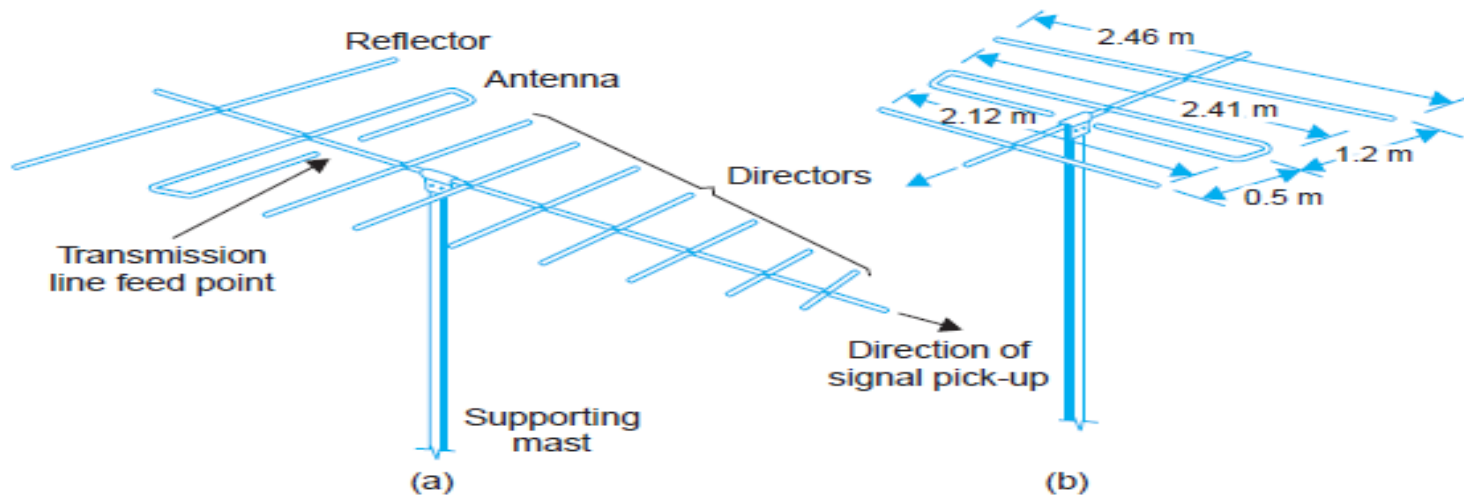 Reflector
Antenna
Directors
Transmission
line feed point
Direction of
signal pick-up
Supporting
mast
(a)
2.46 m
2.41 m
2.12 m
1.2 m
0.5 m
(b)